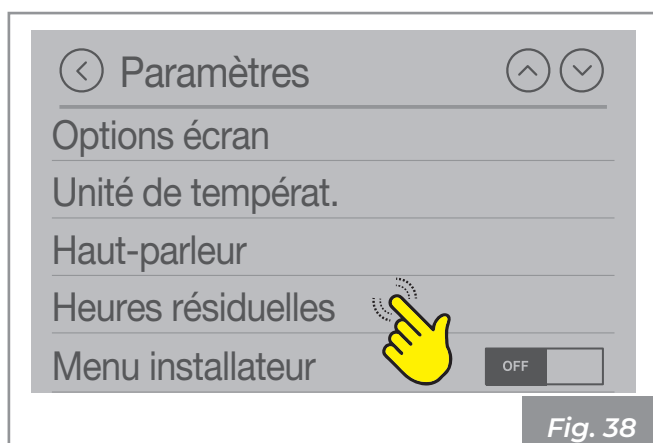 Paramètres
Options écran
Unité de températ.
Haut-parleur
Heures résiduelles
Menu installateur OFF
Fig. 38